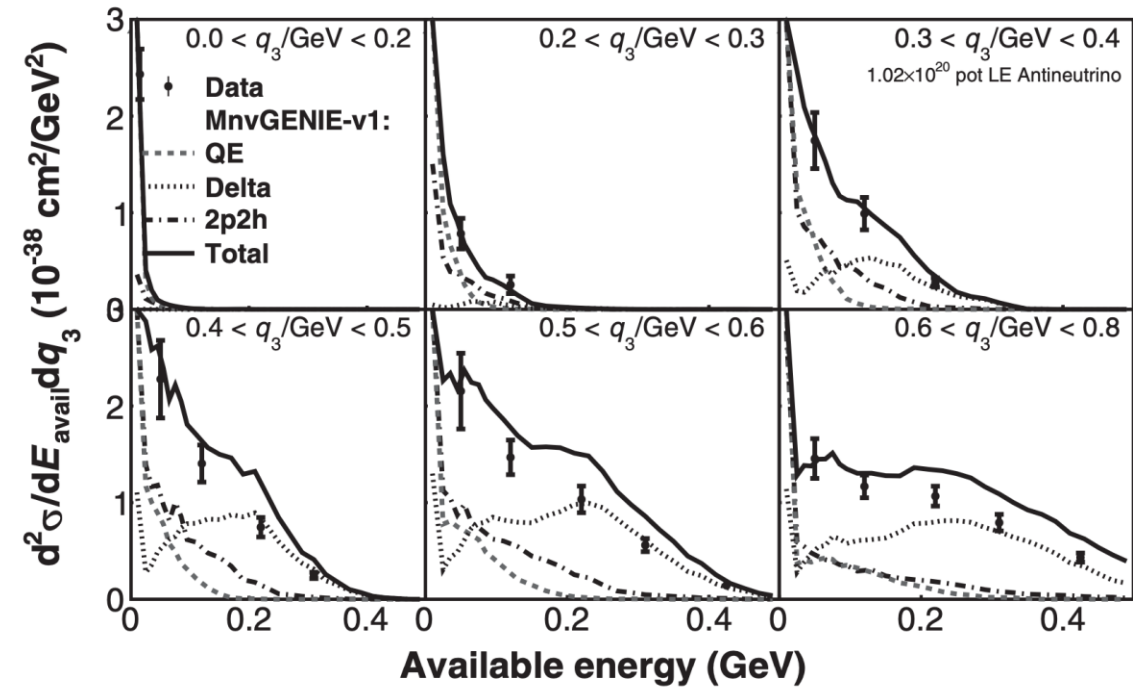 d²σ/dE_avail dq₃ (10⁻³⁸ cm²/GeV²)
3
2
1
0
0.0 < q₃/GeV < 0.2
Data
MnvGENIE-v1:
QE
Delta
2p2h
Total
0.2 < q₃/GeV < 0.3
0.3 < q₃/GeV < 0.4
1.02×10²⁰ pot LE Antineutrino
0.4 < q₃/GeV < 0.5
0.5 < q₃/GeV < 0.6
0.6 < q₃/GeV < 0.8
2
1
0
0 0.2 0.4 0 0.2 0.4 0 0.2 0.4
Available energy (GeV)